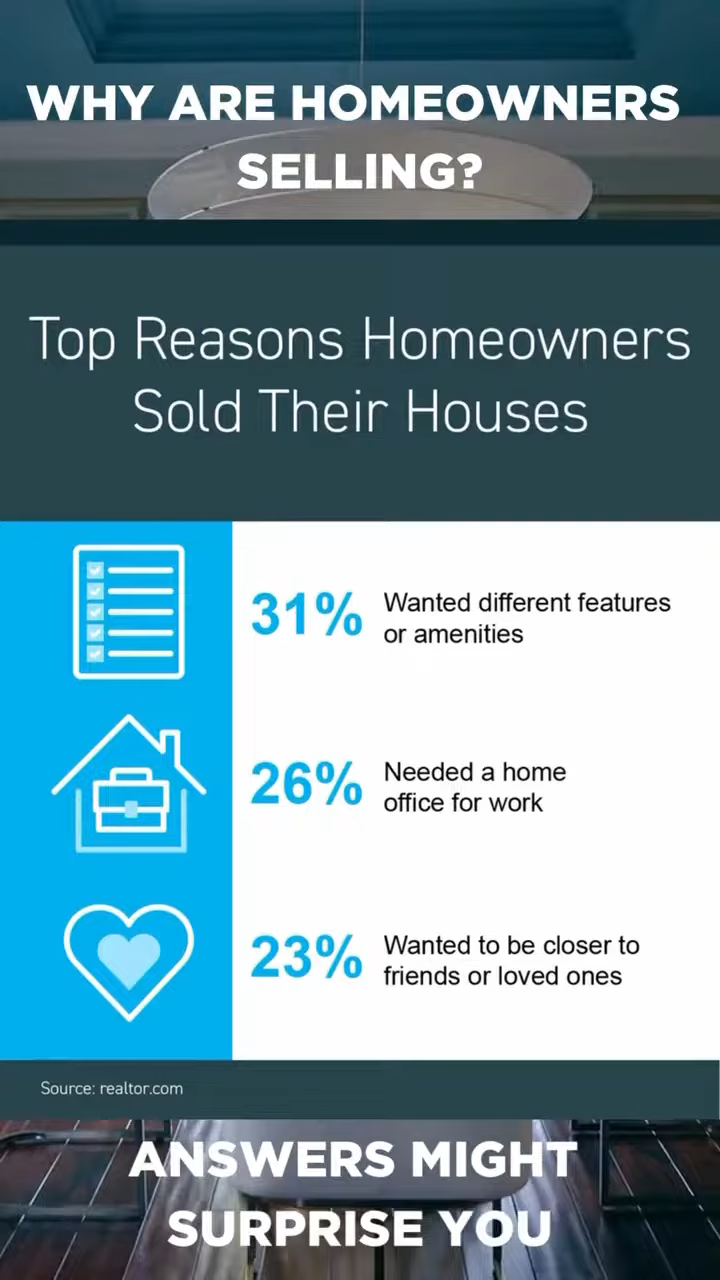 WHY ARE HOMEOWNERS
SELLING?
Top Reasons Homeowners
Sold Their Houses
31%
Wanted different features
or amenities
26%
Needed a home
office for work
23%
Wanted to be closer to
friends or loved ones
Source: realtor.com
ANSWERS MIGHT
SURPRISE YOU